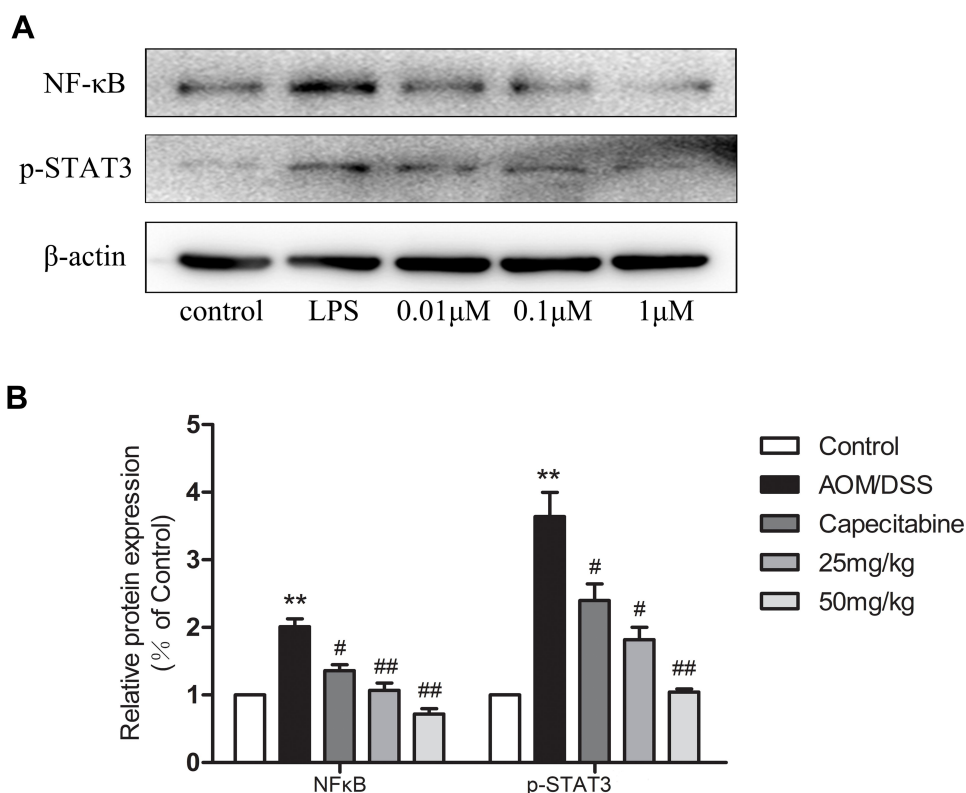 A
NF-κB
p-STAT3
β-actin
control LPS 0.01μM 0.1μM 1μM
B
Relative protein expression
(% of Control)
5
4
3
2
1
0
** # ## ##
** # # ##
NFκB p-STAT3
Control
AOM/DSS
Capecitabine
25mg/kg
50mg/kg